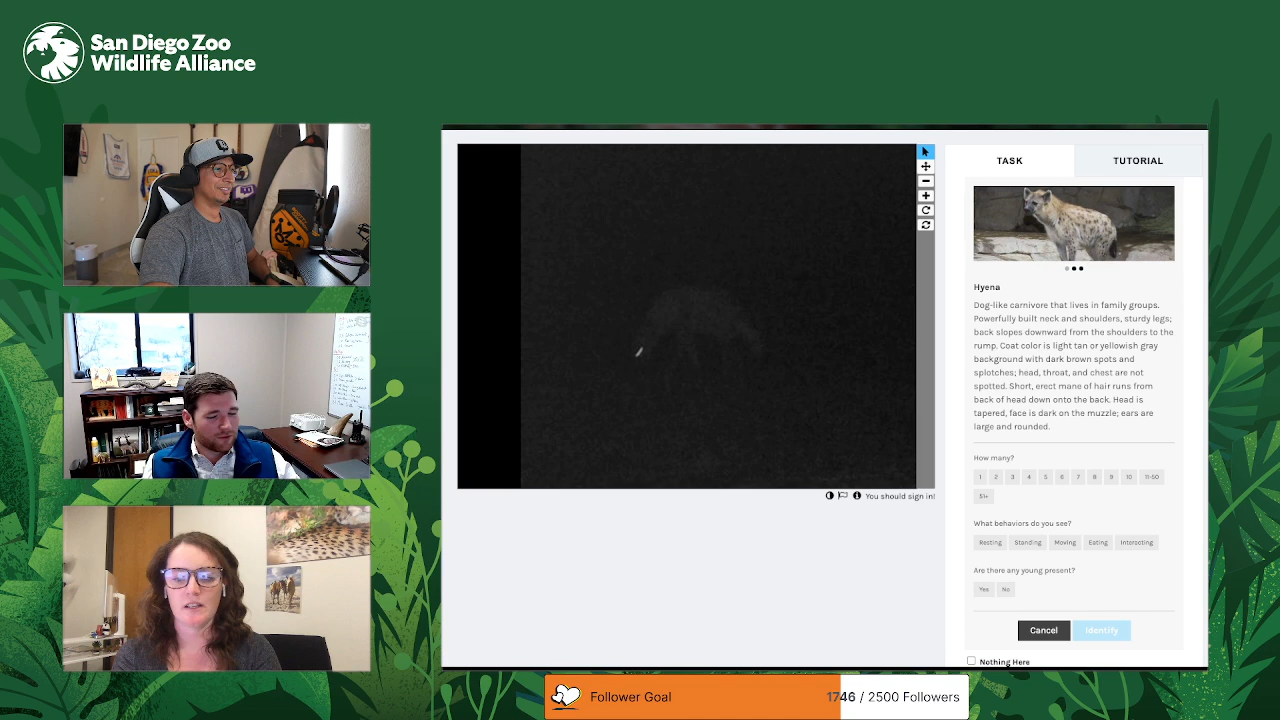 San Diego Zoo
Wildlife Alliance
TASK
TUTORIAL
Hyena
Dog-like carnivore that lives in family groups.
Powerfully built neck and shoulders, sturdy legs;
back slopes downward from the shoulders to the
rump. Coat color is light tan or yellowish gray
background with dark brown spots and
splotches; head, throat, and chest are not
spotted. Short, erect mane of hair runs from
back of head down onto the back. Head is
tapered, face is dark on the muzzle; ears are
large and rounded.
How many?
1 2 3 4 5 6 7 8 9 10 11-50
51+
You should sign in!
What behaviors do you see?
Resting Standing Moving Eating Interacting
Are there any young present?
Yes No
Cancel Identify
Nothing Here
Follower Goal 1746 / 2500 Followers